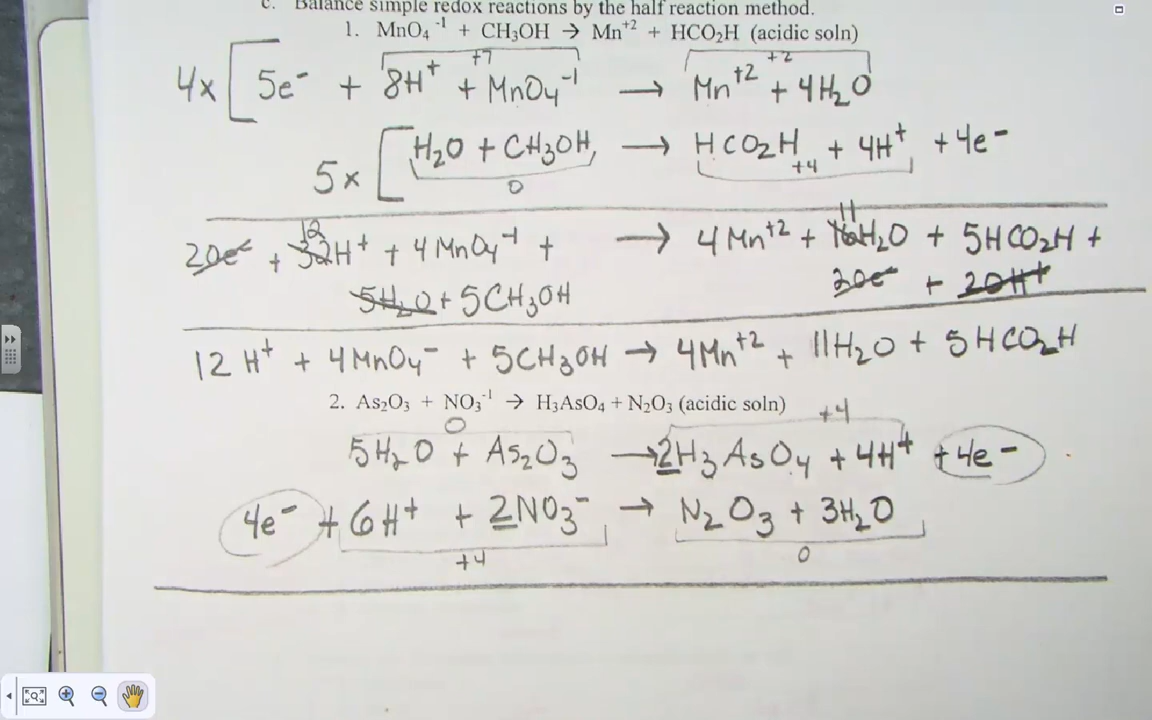 c. Balance simple redox reactions by the half reaction method.
1. MnO₄⁻¹ + CH₃OH → Mn⁺² + HCO₂H (acidic soln)
+7 +2
4x [ 5e⁻ + 8H⁺ + MnO₄⁻¹ → Mn⁺² + 4H₂O
5x [ H₂O + CH₃OH, → HCO₂H + 4H⁺ + 4e⁻
0 +4
12 11
20e⁻ + 32H⁺ + 4MnO₄⁻¹ + → 4Mn⁺² + 16H₂O + 5HCO₂H +
5H₂O + 5CH₃OH 20e⁻ + 20H⁺
12 H⁺ + 4MnO₄⁻ + 5CH₃OH → 4Mn⁺² + 11H₂O + 5HCO₂H
2. As₂O₃ + NO₃⁻¹ → H₃AsO₄ + N₂O₃ (acidic soln)
0 +4
5H₂O + As₂O₃ → 2H₃AsO₄ + 4H⁺ + 4e⁻
4e⁻ + 6H⁺ + 2NO₃⁻ → N₂O₃ + 3H₂O
+4 0